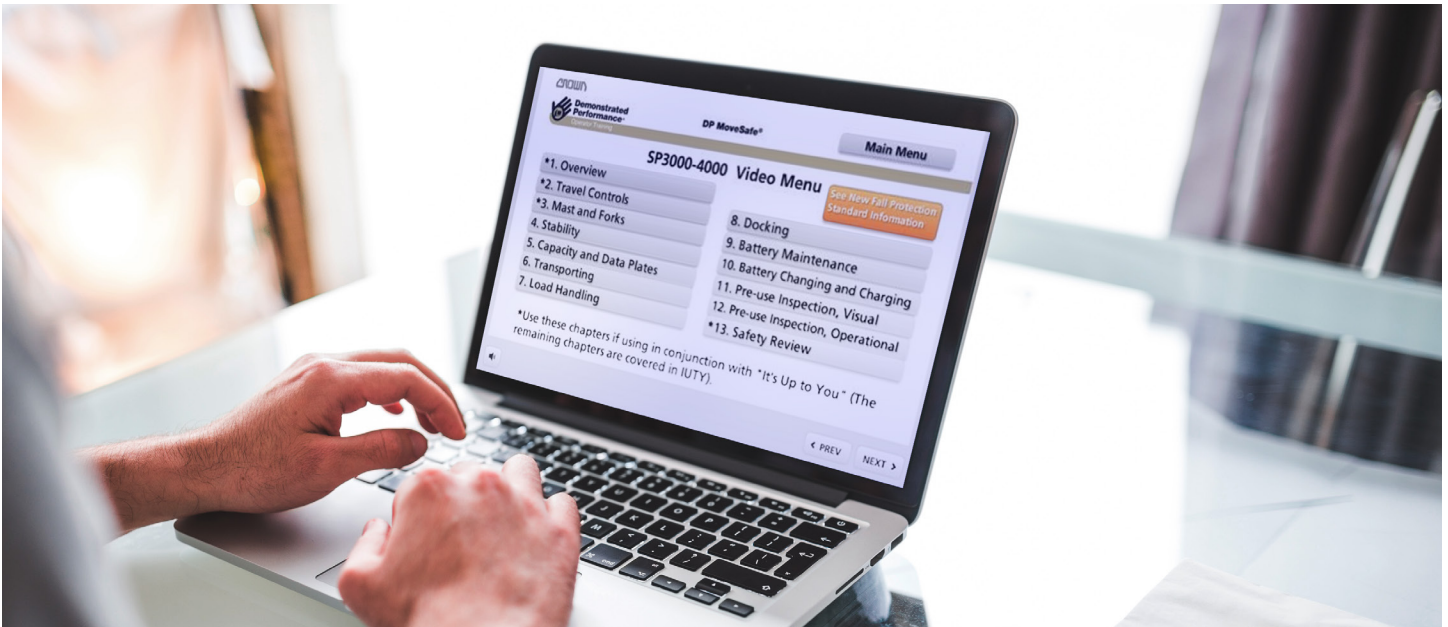 CROWN
Demonstrated
Performance
Operator Training
DP MoveSafe®
Main Menu
SP3000-4000 Video Menu
See New Fall Protection
Standard Information
*1. Overview
*2. Travel Controls
*3. Mast and Forks
4. Stability
5. Capacity and Data Plates
6. Transporting
7. Load Handling
8. Docking
9. Battery Maintenance
10. Battery Changing and Charging
11. Pre-use Inspection, Visual
12. Pre-use Inspection, Operational
*13. Safety Review
*Use these chapters if using in conjunction with "It's Up to You" (The
remaining chapters are covered in IUTY).
< PREV
NEXT >